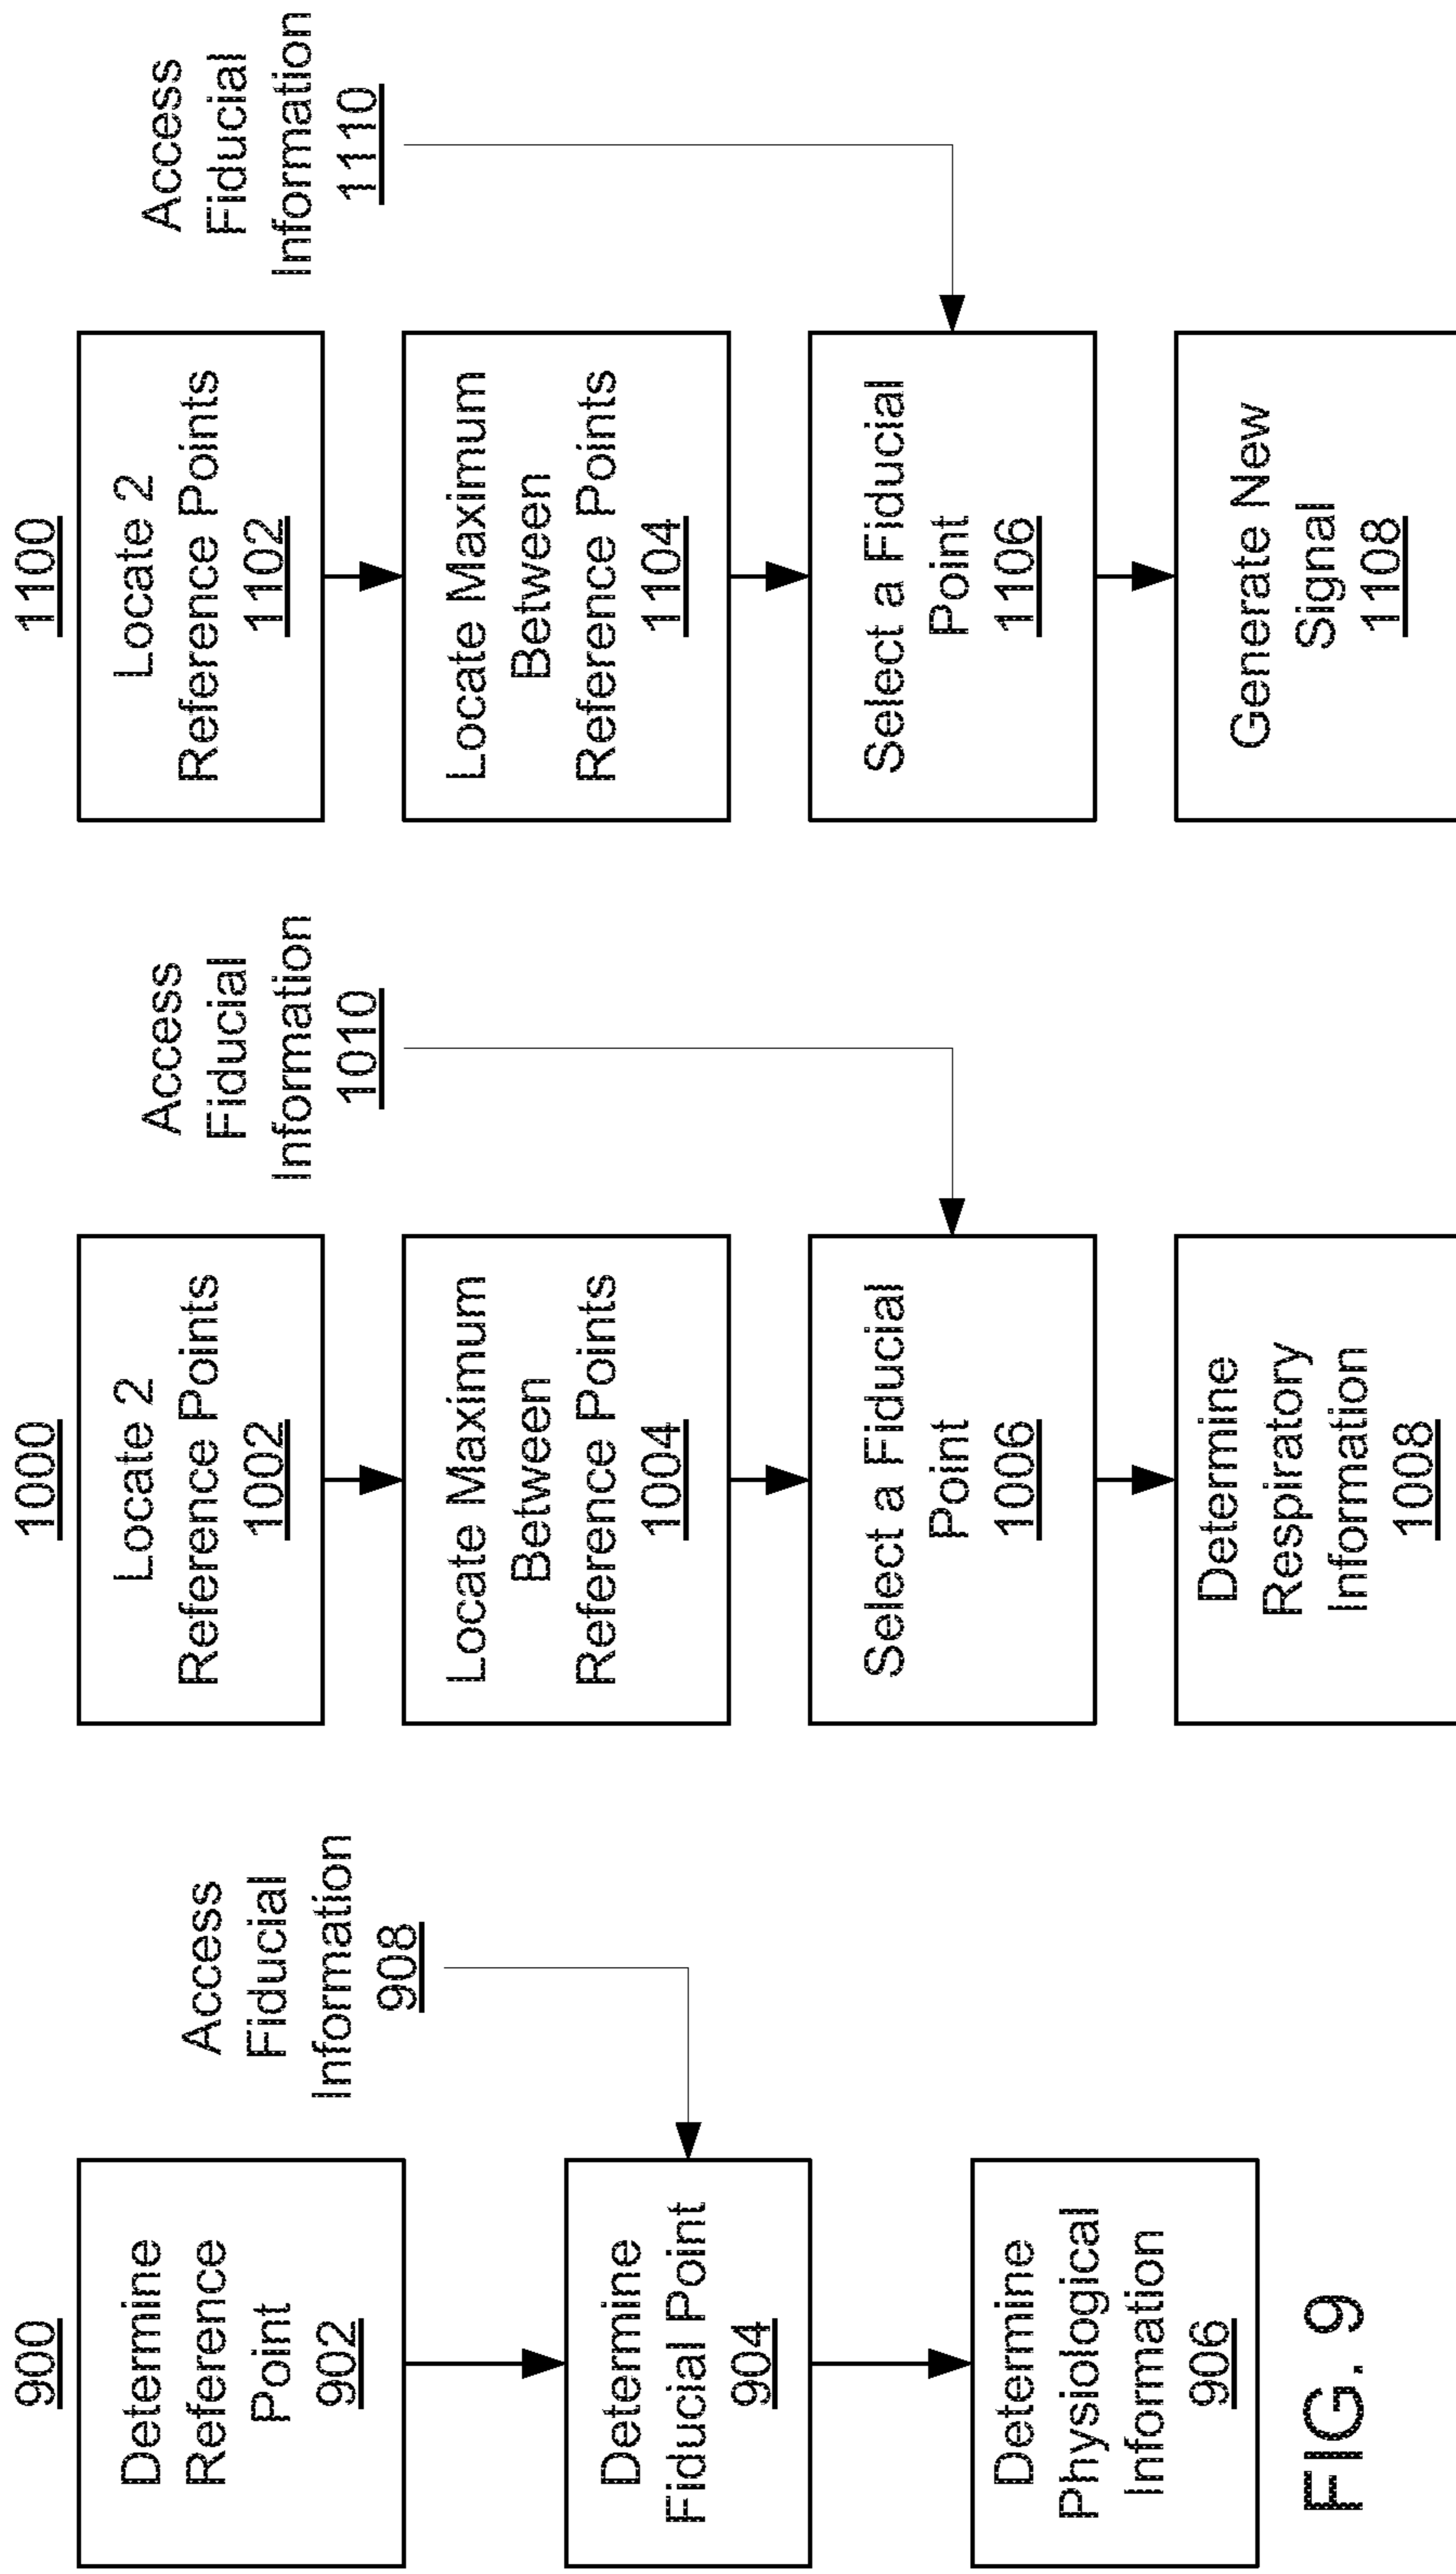 900
Determine
Reference
Point
902
Access
Fiducial
Information
908
Determine
Fiducial Point
904
Determine
Physiological
Information
906
FIG. 9
1000
Locate 2
Reference Points
1002
Access
Fiducial
Information
1010
Locate Maximum
Between
Reference Points
1004
Select a Fiducial
Point
1006
Determine
Respiratory
Information
1008
1100
Locate 2
Reference Points
1102
Access
Fiducial
Information
1110
Locate Maximum
Between
Reference Points
1104
Select a Fiducial
Point
1106
Generate New
Signal
1108